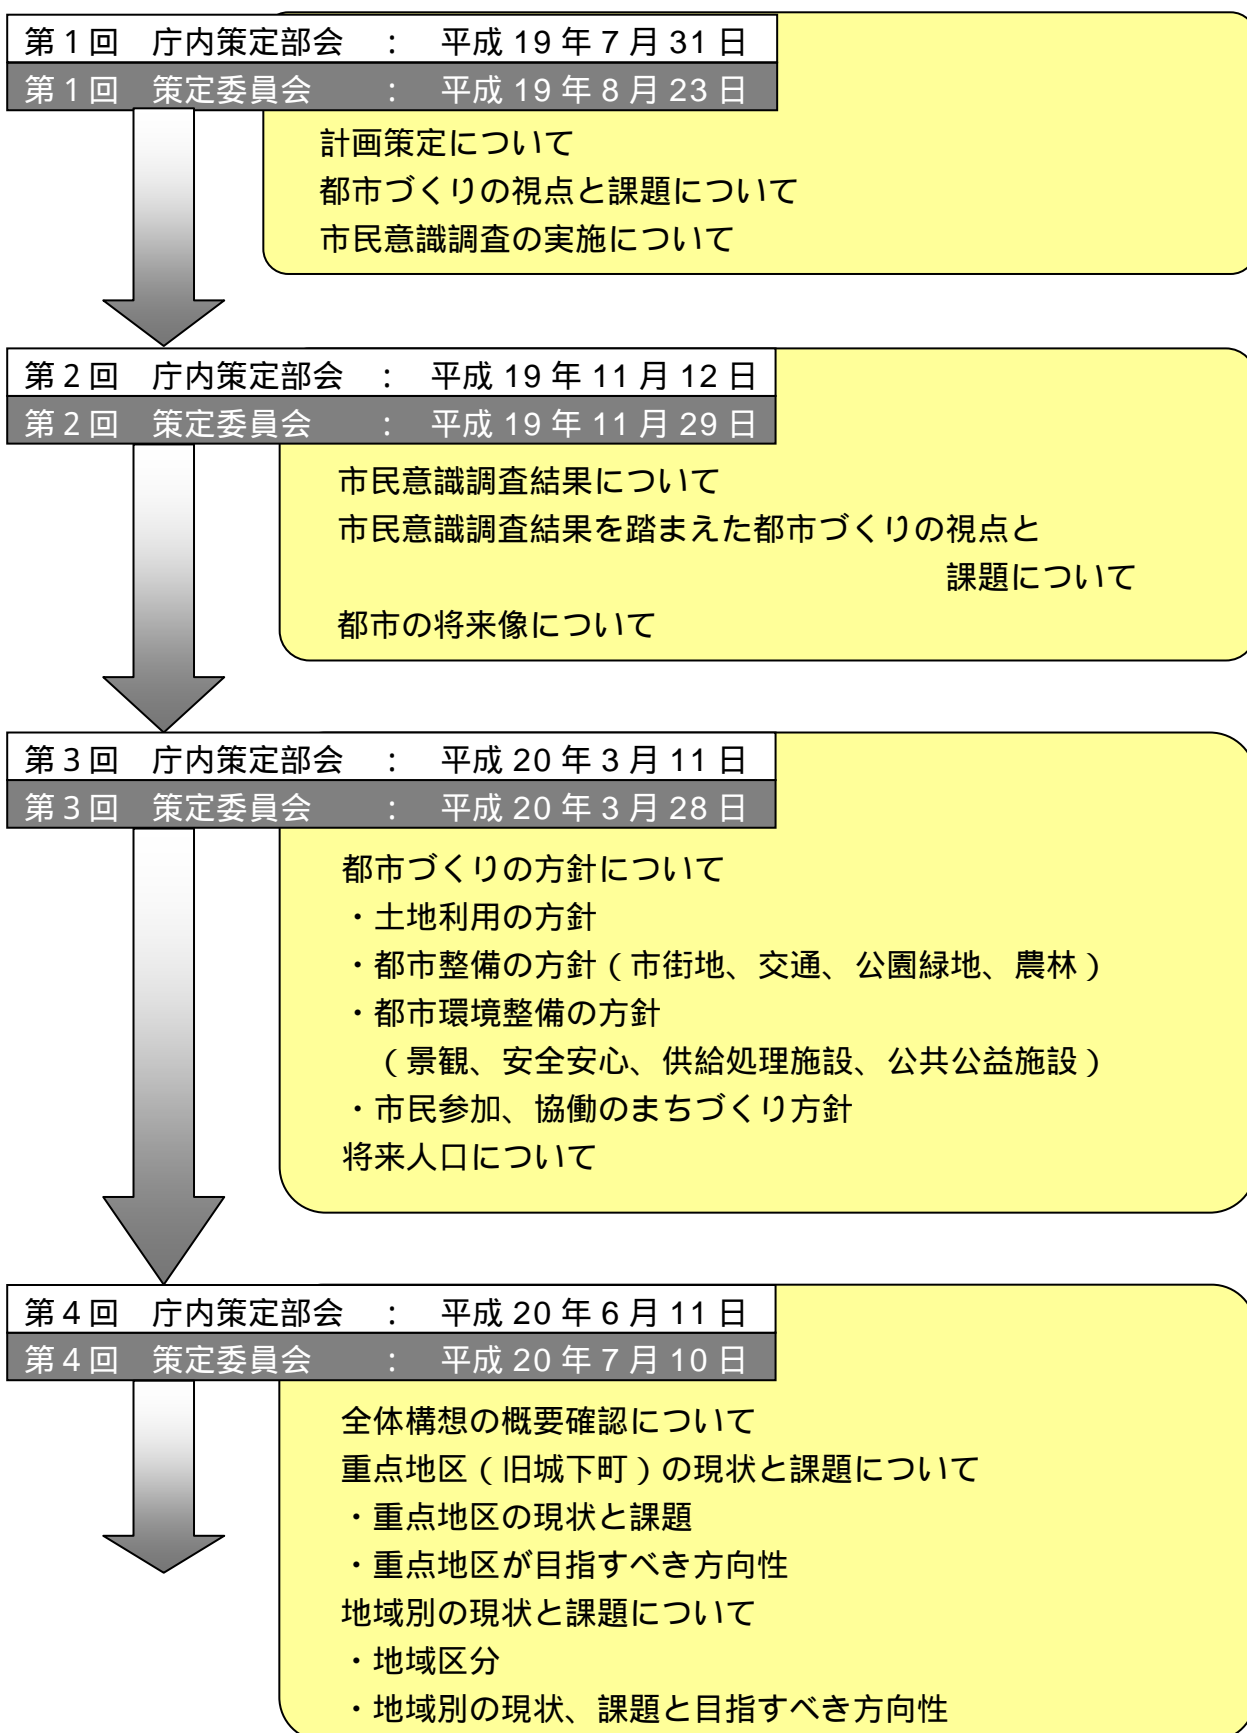 第１回　庁内策定部会　：　平成 19 年 7 月 31 日
第１回　策定委員会　　：　平成 19 年 8 月 23 日
計画策定について
都市づくりの視点と課題について
市民意識調査の実施について
第２回　庁内策定部会　：　平成 19 年 11 月 12 日
第２回　策定委員会　　：　平成 19 年 11 月 29 日
市民意識調査結果について
市民意識調査結果を踏まえた都市づくりの視点と
課題について
都市の将来像について
第３回　庁内策定部会　：　平成 20 年 3 月 11 日
第３回　策定委員会　　：　平成 20 年 3 月 28 日
都市づくりの方針について
・土地利用の方針
・都市整備の方針（市街地、交通、公園緑地、農林）
・都市環境整備の方針
（景観、安全安心、供給処理施設、公共公益施設）
・市民参加、協働のまちづくり方針
将来人口について
第４回　庁内策定部会　：　平成 20 年 6 月 11 日
第４回　策定委員会　　：　平成 20 年 7 月 10 日
全体構想の概要確認について
重点地区（旧城下町）の現状と課題について
・重点地区の現状と課題
・重点地区が目指すべき方向性
地域別の現状と課題について
・地域区分
・地域別の現状、課題と目指すべき方向性